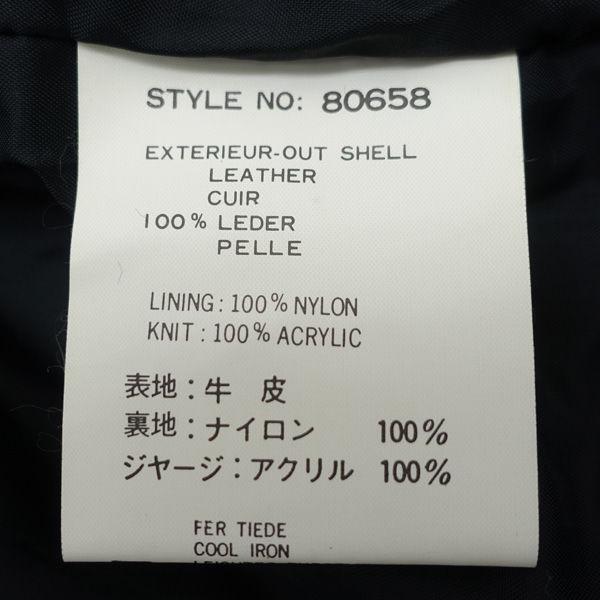 STYLE NO: 80658
EXTERIEUR-OUT SHELL
LEATHER
CUIR
100% LEDER
PELLE
LINING: 100% NYLON
KNIT: 100% ACRYLIC
表地:牛 皮
裏地:ナイロン 100%
ジャージ:アクリル 100%
FER TIEDE
COOL IRON